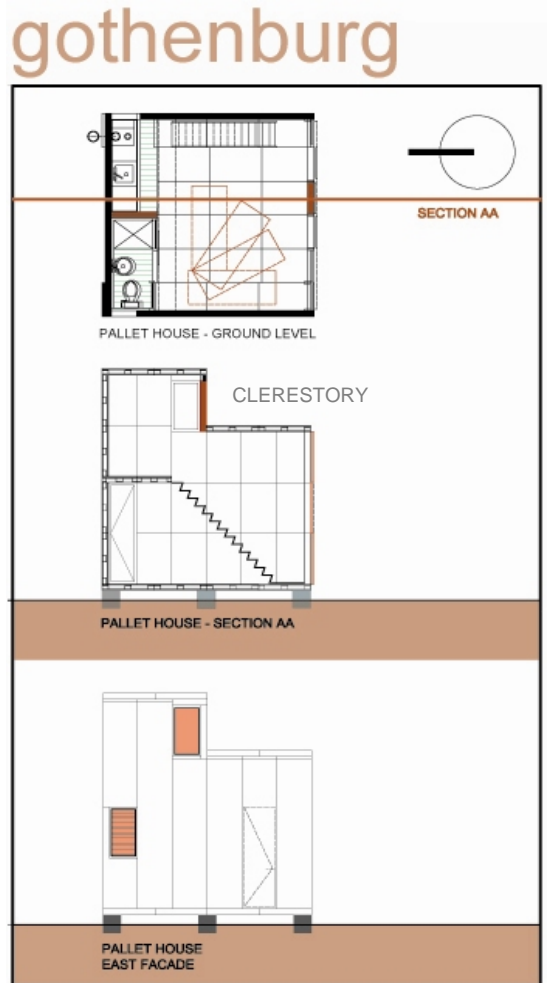 gothenburg
SECTION AA
PALLET HOUSE - GROUND LEVEL
CLERESTORY
PALLET HOUSE - SECTION AA
PALLET HOUSE
EAST FACADE